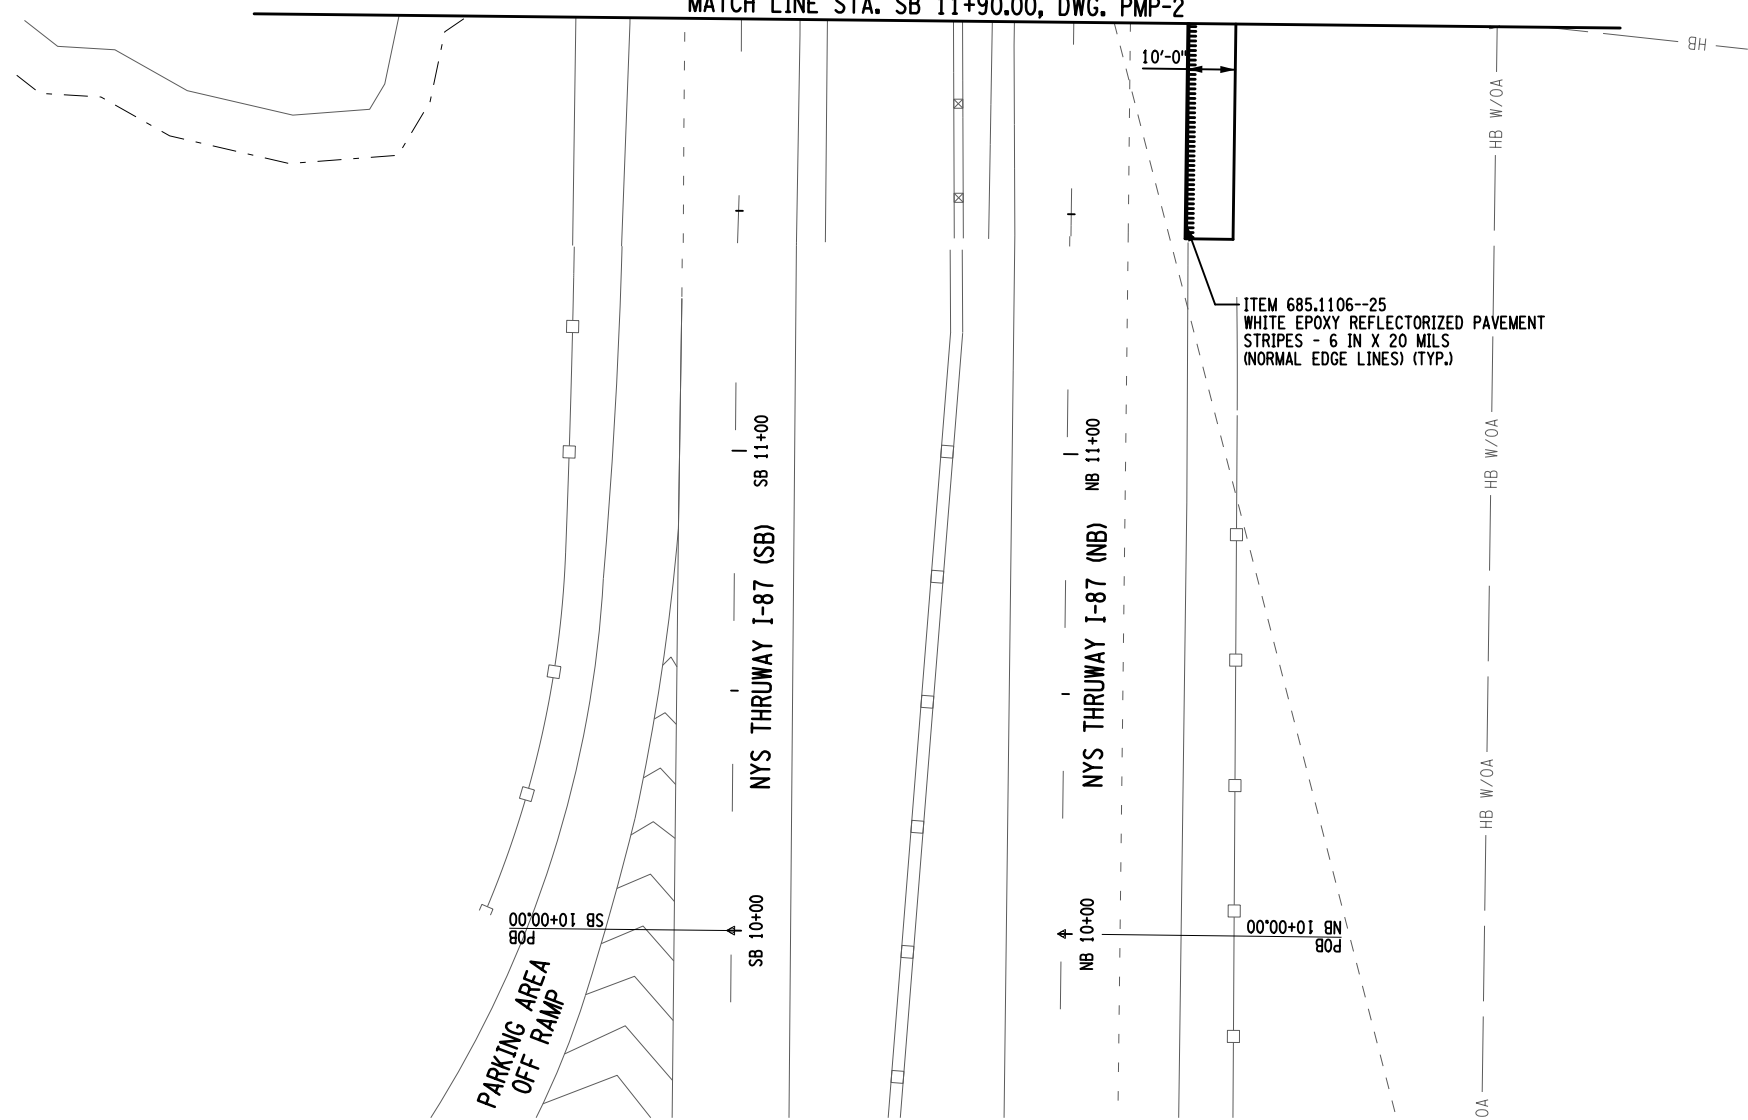 MATCH LINE STA. SB 11+90.00, DWG. PMP-2
HB
10'-0"
HB W/OA
ITEM 685.1106--25
WHITE EPOXY REFLECTORIZED PAVEMENT
STRIPES - 6 IN X 20 MILS
(NORMAL EDGE LINES) (TYP.)
SB 11+00
NB 11+00
HB W/OA
NYS THRUWAY I-87 (SB)
NYS THRUWAY I-87 (NB)
HB W/OA
SB 10+00.00
POB
SB 10+00
NB 10+00
NB 10+00.00
POB
PARKING AREA
OFF RAMP
OA